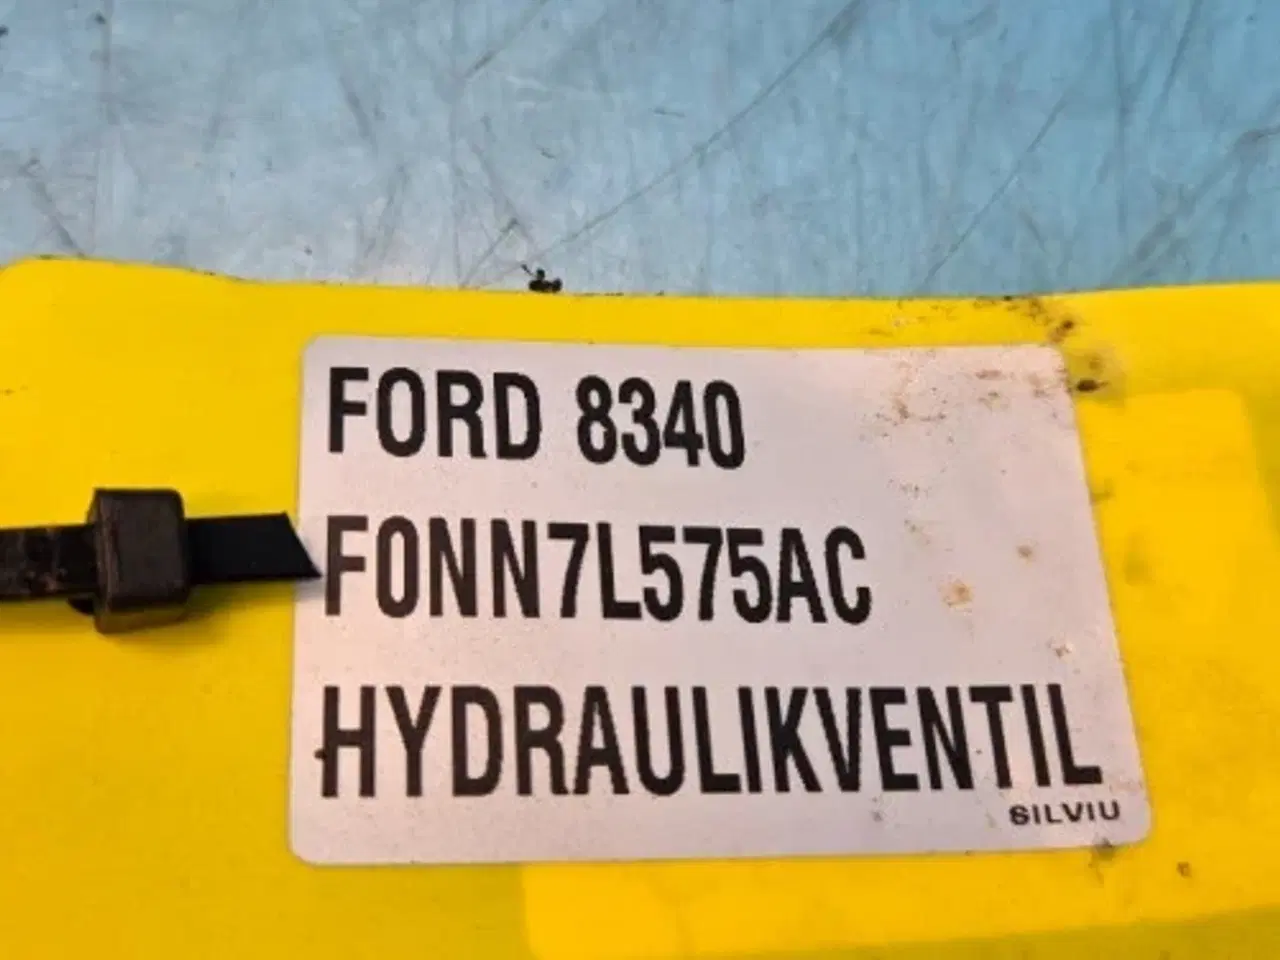 FORD 8340
F0NN7L575AC
HYDRAULIKVENTIL
SILVIU